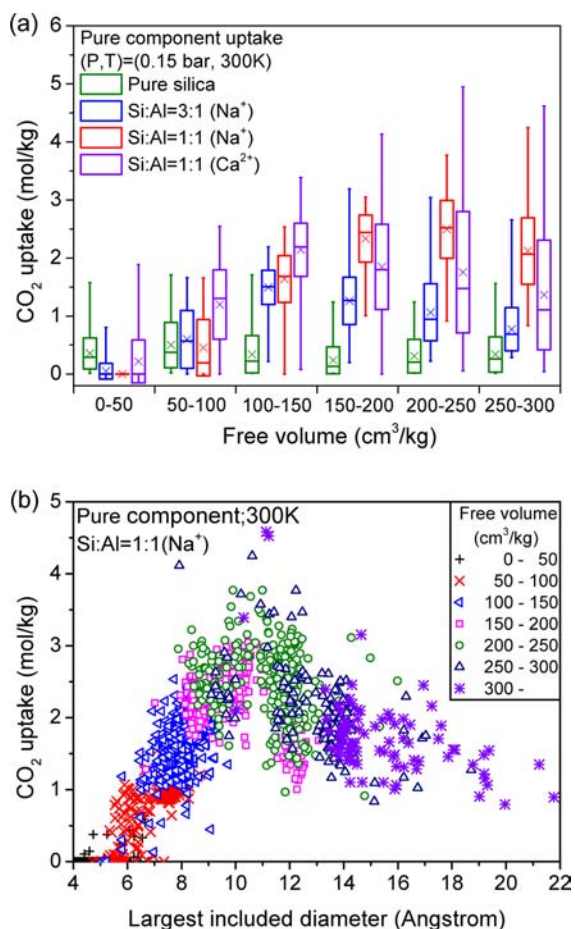 (a)
Pure component uptake
(P,T)=(0.15 bar, 300K)
Pure silica
Si:Al=3:1 (Na⁺)
Si:Al=1:1 (Na⁺)
Si:Al=1:1 (Ca²⁺)
CO₂ uptake (mol/kg)
6
5
4
3
2
1
0
0-50 50-100 100-150 150-200 200-250 250-300
Free volume (cm³/kg)
(b)
Pure component;300K
Si:Al=1:1(Na⁺)
Free volume
(cm³/kg)
0 - 50
50 - 100
100 - 150
150 - 200
200 - 250
250 - 300
300 -
CO₂ uptake (mol/kg)
5
4
3
2
1
0
4 6 8 10 12 14 16 18 20 22
Largest included diameter (Angstrom)